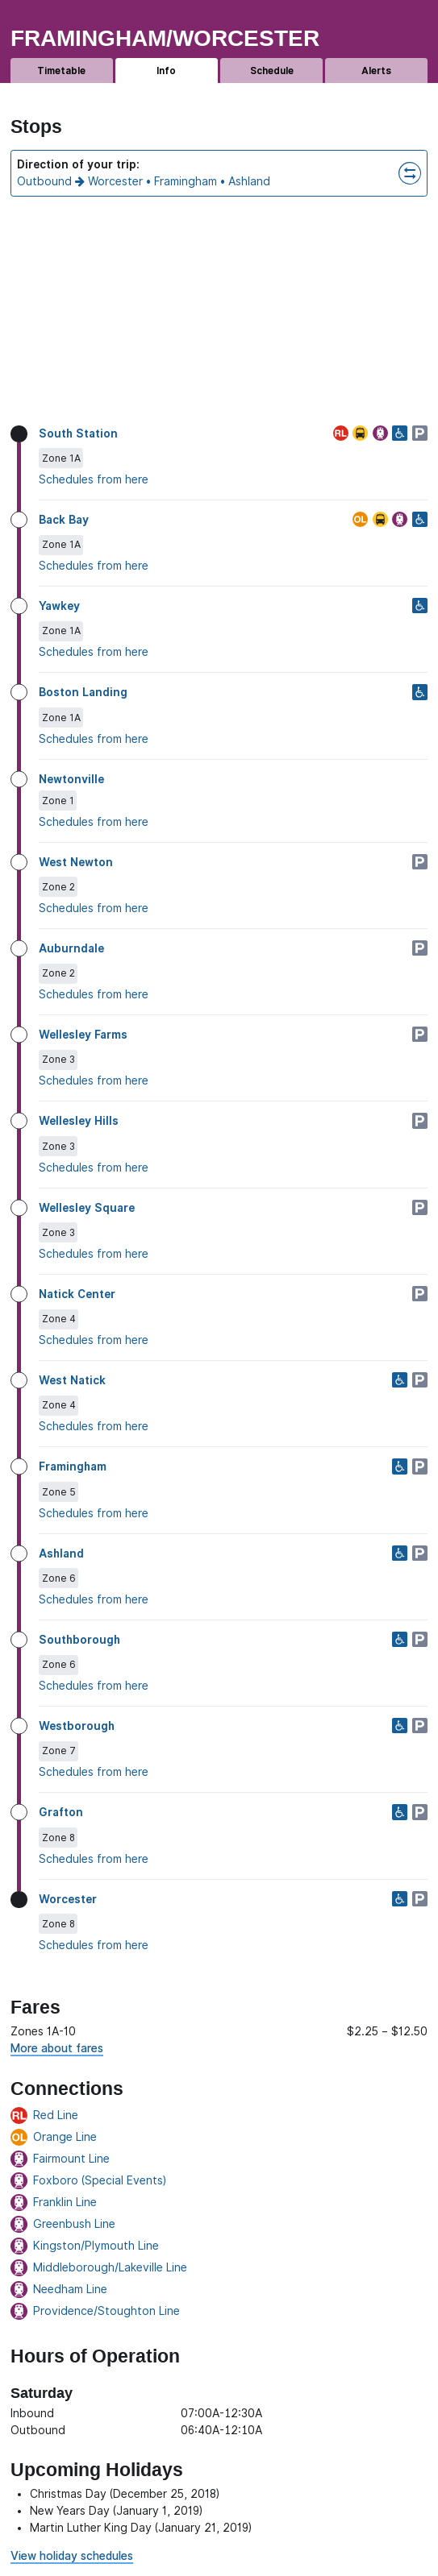 FRAMINGHAM/WORCESTER
Timetable Info Schedule Alerts
Stops
Direction of your trip:
Outbound → Worcester • Framingham • Ashland
South Station RL P
Zone 1A
Schedules from here
Back Bay OL
Zone 1A
Schedules from here
Yawkey
Zone 1A
Schedules from here
Boston Landing
Zone 1A
Schedules from here
Newtonville
Zone 1
Schedules from here
West Newton P
Zone 2
Schedules from here
Auburndale P
Zone 2
Schedules from here
Wellesley Farms P
Zone 3
Schedules from here
Wellesley Hills P
Zone 3
Schedules from here
Wellesley Square P
Zone 3
Schedules from here
Natick Center P
Zone 4
Schedules from here
West Natick P
Zone 4
Schedules from here
Framingham P
Zone 5
Schedules from here
Ashland P
Zone 6
Schedules from here
Southborough P
Zone 6
Schedules from here
Westborough P
Zone 7
Schedules from here
Grafton P
Zone 8
Schedules from here
Worcester P
Zone 8
Schedules from here
Fares
Zones 1A-10 $2.25 – $12.50
More about fares
Connections
RL Red Line
OL Orange Line
Fairmount Line
Foxboro (Special Events)
Franklin Line
Greenbush Line
Kingston/Plymouth Line
Middleborough/Lakeville Line
Needham Line
Providence/Stoughton Line
Hours of Operation
Saturday
Inbound 07:00A-12:30A
Outbound 06:40A-12:10A
Upcoming Holidays
• Christmas Day (December 25, 2018)
• New Years Day (January 1, 2019)
• Martin Luther King Day (January 21, 2019)
View holiday schedules